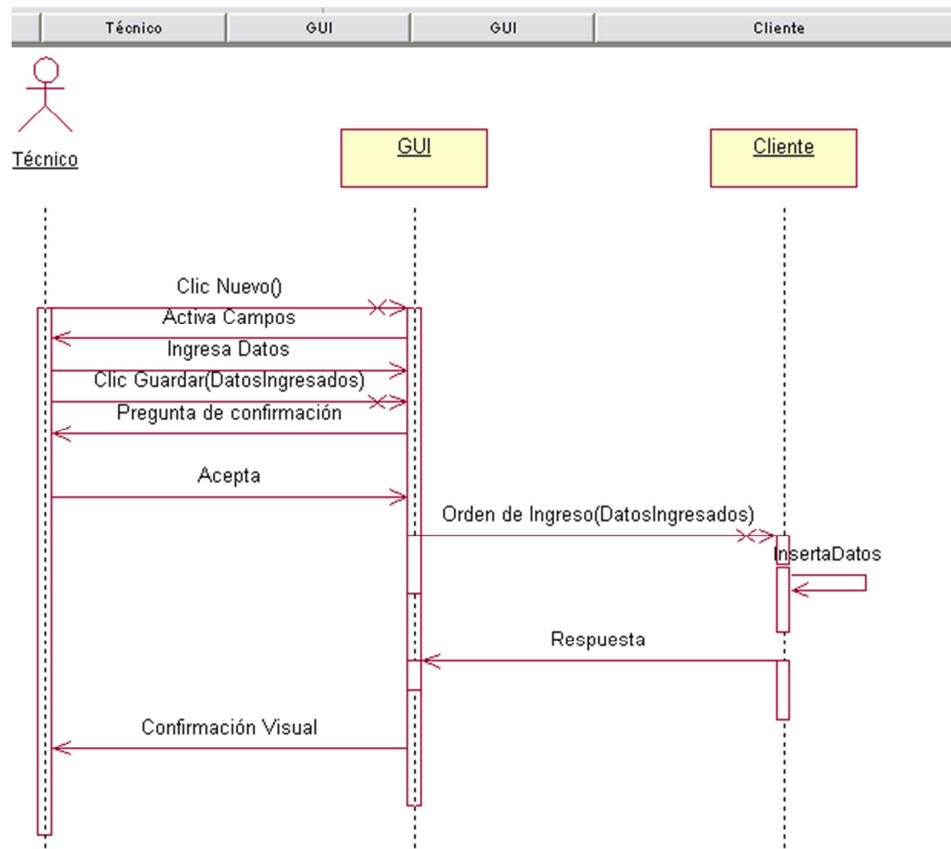 Técnico GUI GUI Cliente
Técnico
GUI
Cliente
Clic Nuevo()
Activa Campos
Ingresa Datos
Clic Guardar(DatosIngresados)
Pregunta de confirmación
Acepta
Orden de Ingreso(DatosIngresados)
InsertaDatos
Respuesta
Confirmación Visual